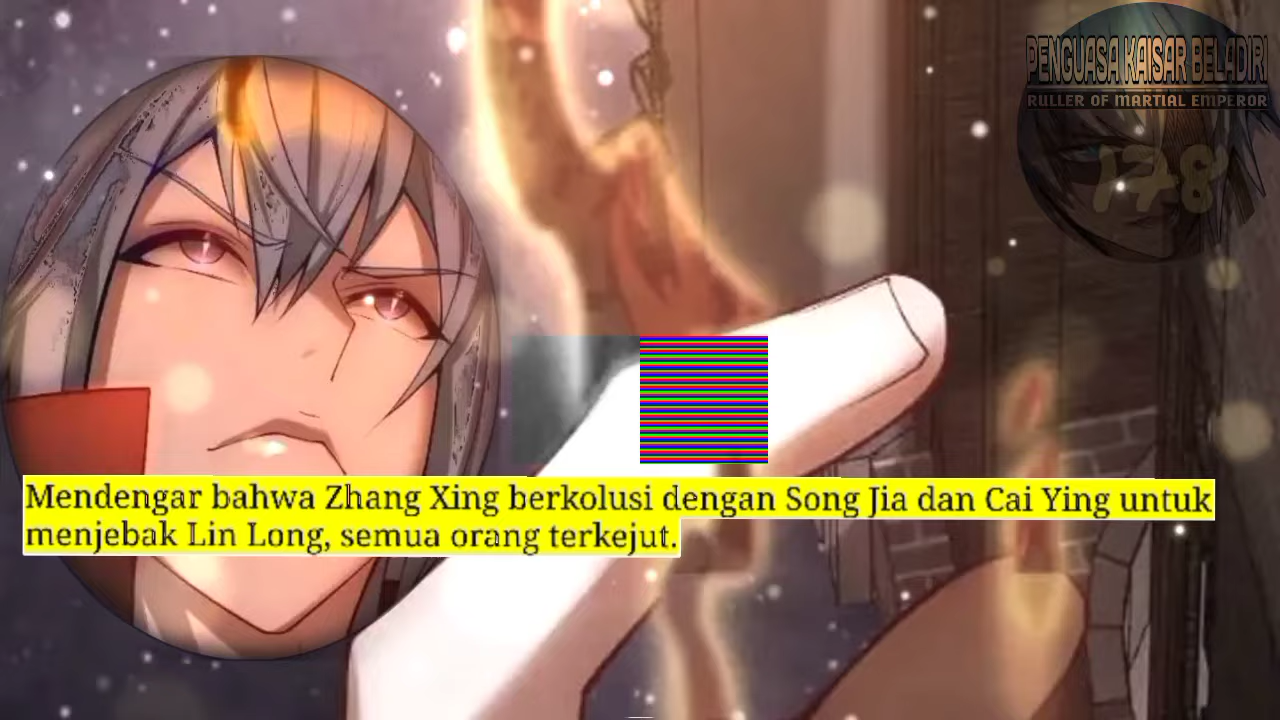 PENGUASA KAISAR BELADIRI
RULLER OF MARTIAL EMPEROR
178
Mendengar bahwa Zhang Xing berkolusi dengan Song Jia dan Cai Ying untuk
menjebak Lin Long, semua orang terkejut.